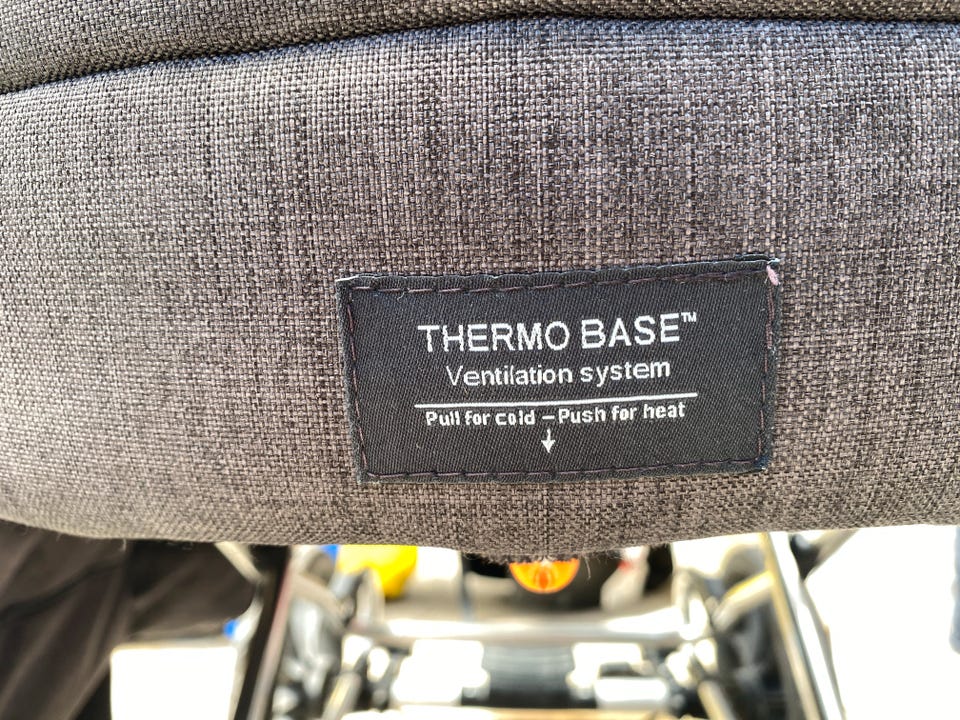 THERMO BASE™
Ventilation system
Pull for cold – Push for heat